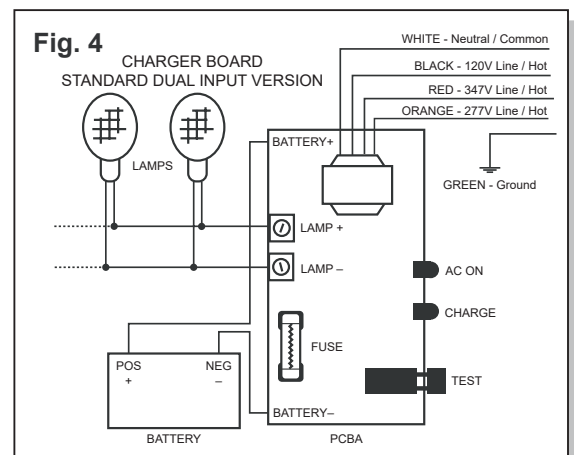 Fig. 4
CHARGER BOARD
STANDARD DUAL INPUT VERSION
WHITE - Neutral / Common
BLACK - 120V Line / Hot
RED - 347V Line / Hot
ORANGE - 277V Line / Hot
GREEN - Ground
LAMPS
BATTERY+
LAMP +
LAMP –
AC ON
CHARGE
FUSE
TEST
POS
+
NEG
–
BATTERY–
BATTERY
PCBA